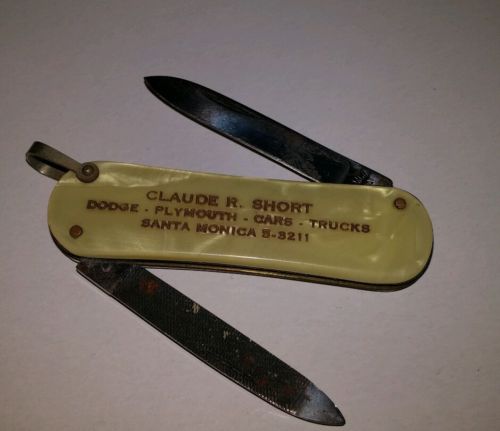 CLAUDE R. SHORT
DODGE - PLYMOUTH - CARS - TRUCKS
SANTA MONICA 5-3211